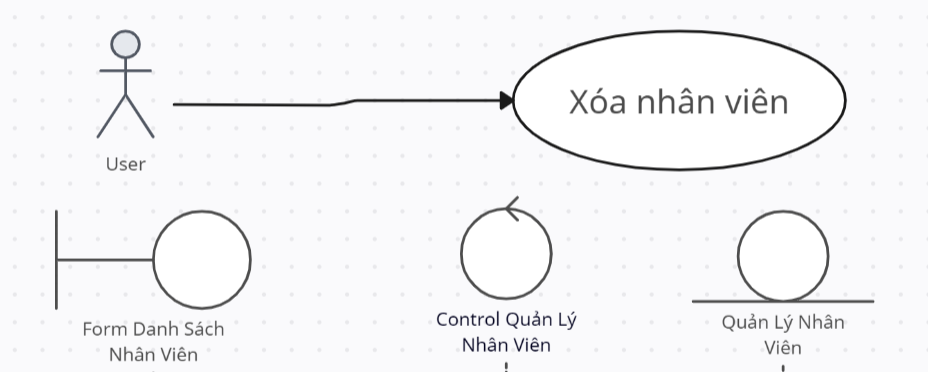 Xóa nhân viên
User
Form Danh Sách
Nhân Viên
Control Quản Lý
Nhân Viên
Quản Lý Nhân
Viên